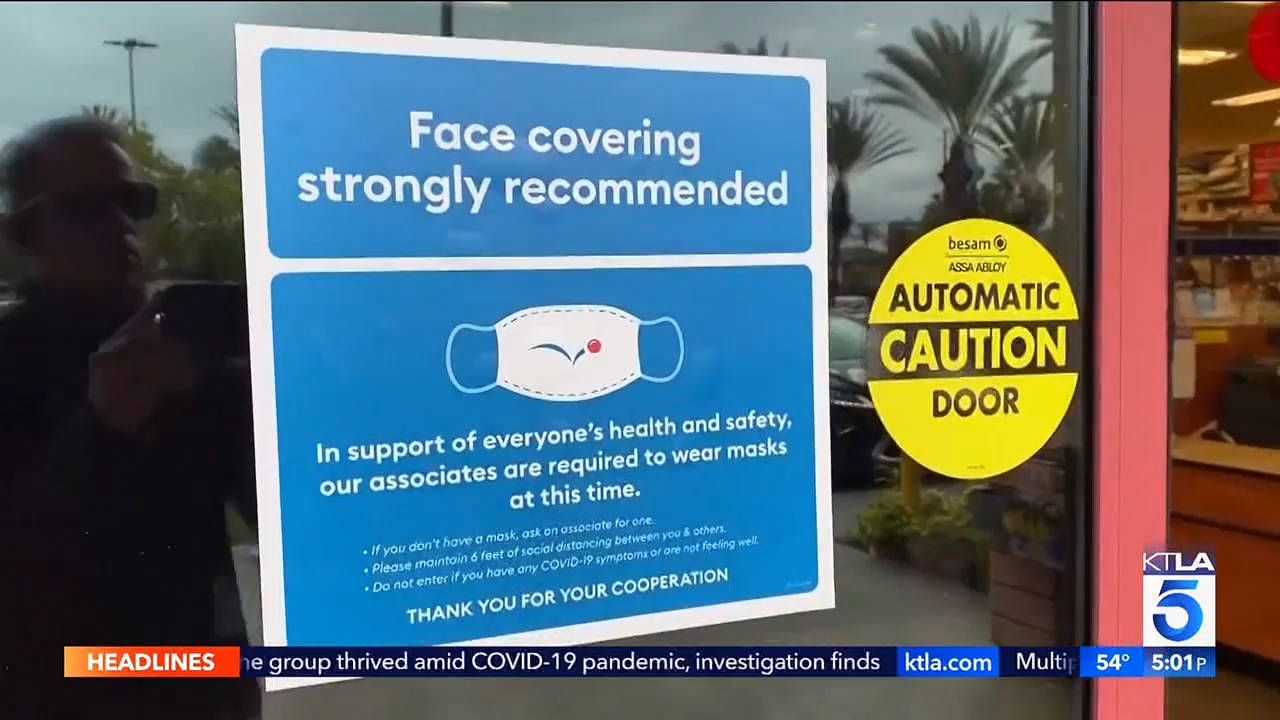 Face covering
strongly recommended
In support of everyone's health and safety,
our associates are required to wear masks
at this time.
• If you don't have a mask, ask an associate for one.
• Please maintain 6 feet of social distancing between you & others.
• Do not enter if you have any COVID-19 symptoms or are not feeling well.
THANK YOU FOR YOUR COOPERATION
besam
ASSA ABLOY
AUTOMATIC
CAUTION
DOOR
KTLA
5
HEADLINES
group thrived amid COVID-19 pandemic, investigation finds ktla.com
54° 5:01P